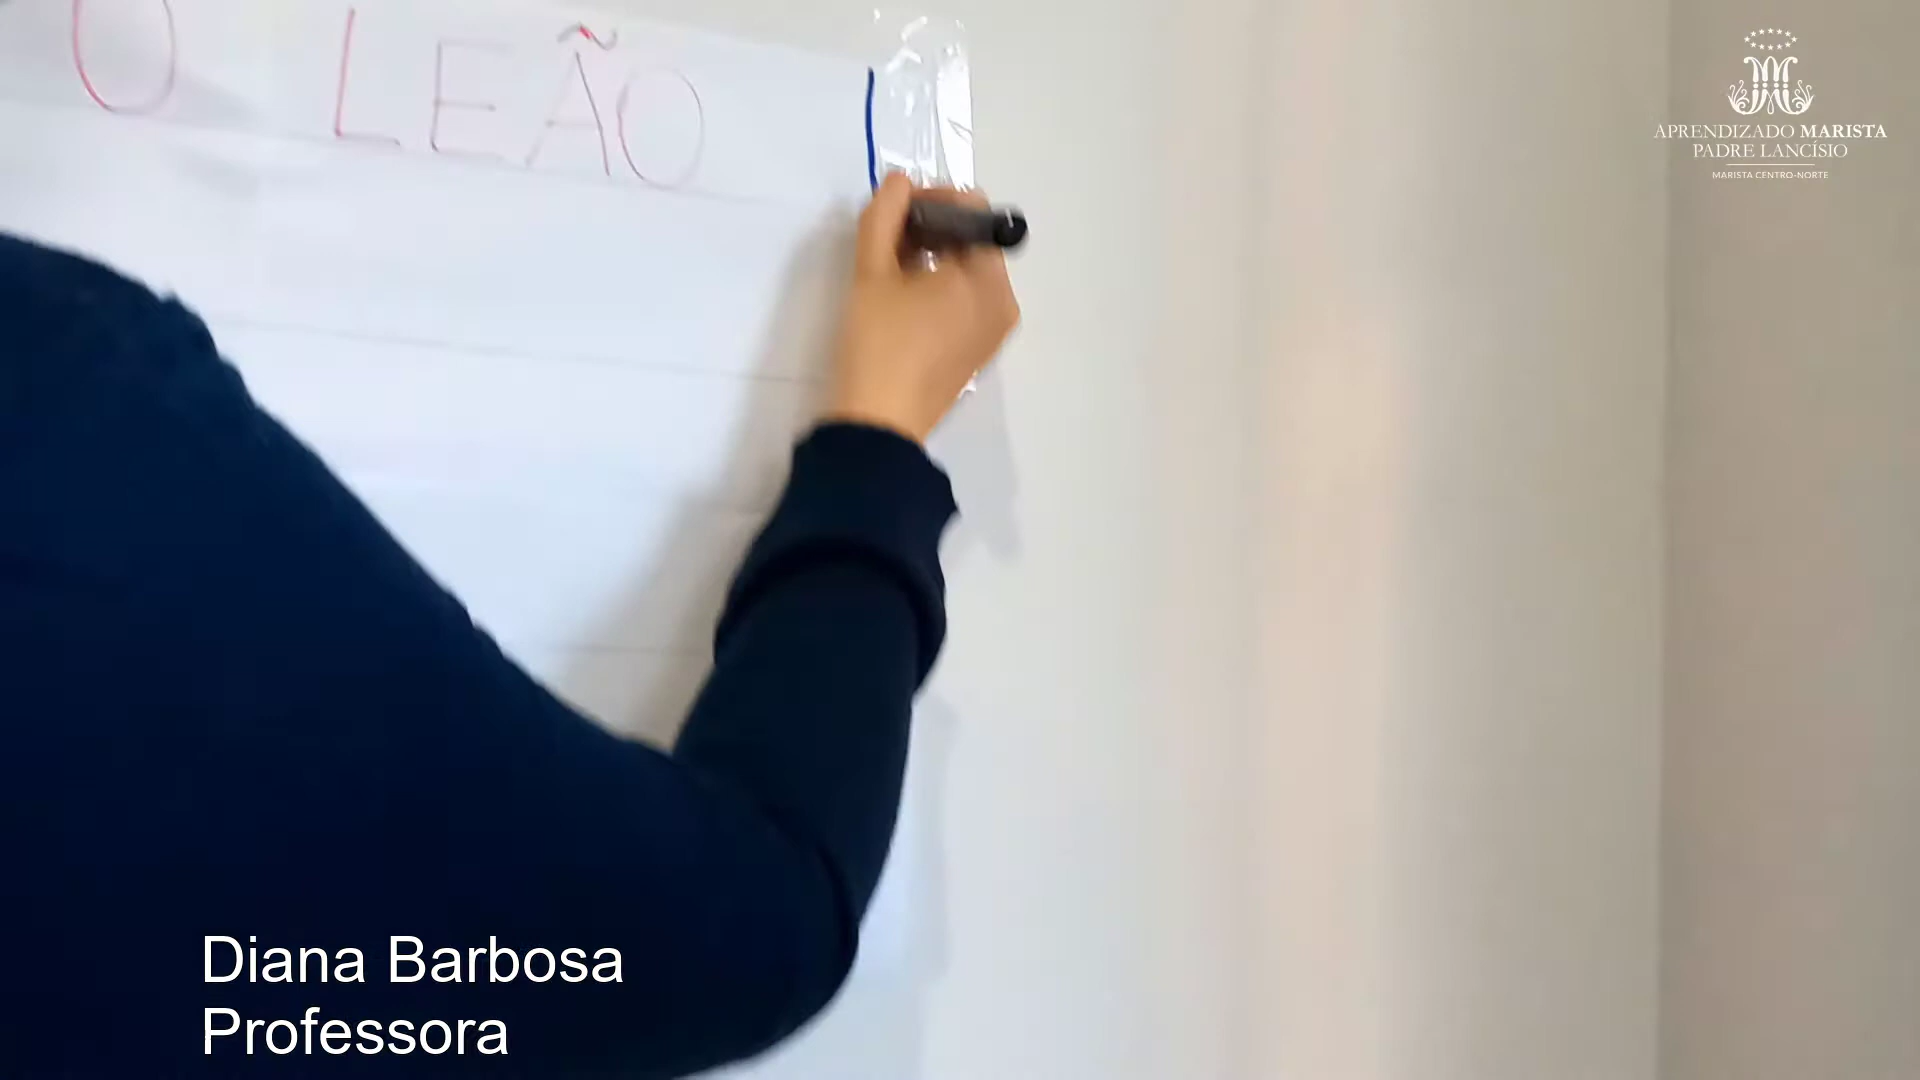 O LEÃO
APRENDIZADO MARISTA
PADRE LANCÍSIO
MARISTA CENTRO-NORTE
Diana Barbosa
Professora